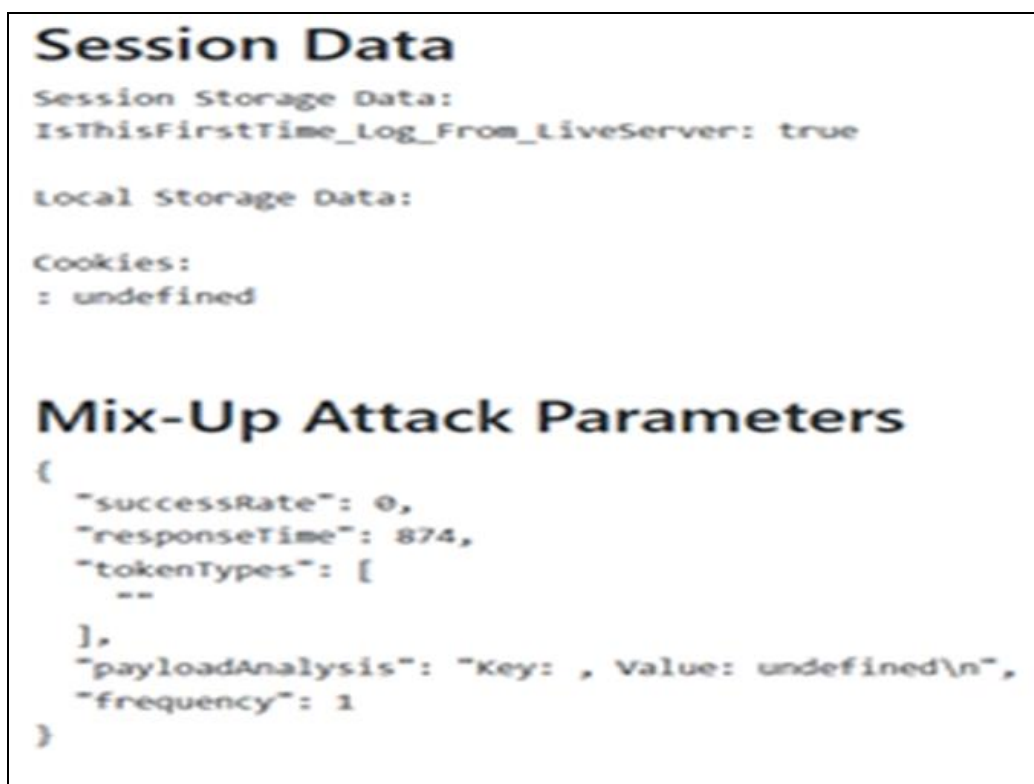 Session Data
Session Storage Data:
IsThisFirstTime_Log_From_LiveServer: true
Local Storage Data:
Cookies:
: undefined
Mix-Up Attack Parameters
{
"successRate": 0,
"responseTime": 874,
"tokenTypes": [
""
],
"payloadAnalysis": "Key: , Value: undefined\n",
"frequency": 1
}